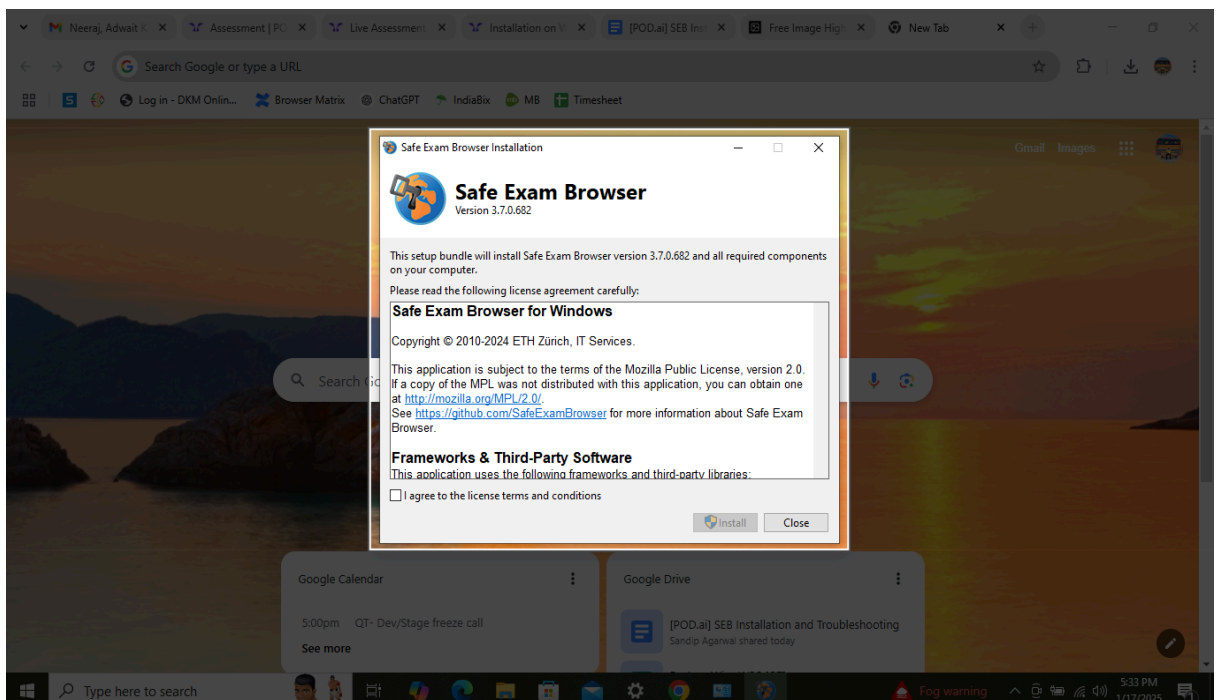 Neeraj, Adwait K
Assessment | PO
Live Assessment
Installation on W
[POD.ai] SEB Inst
Free Image High
New Tab
Search Google or type a URL
Log in - DKM Onlin...
Browser Matrix
ChatGPT
IndiaBix
MB
Timesheet
Gmail Images
Safe Exam Browser Installation
Safe Exam Browser
Version 3.7.0.682
This setup bundle will install Safe Exam Browser version 3.7.0.682 and all required components
on your computer.
Please read the following license agreement carefully:
Safe Exam Browser for Windows
Copyright © 2010-2024 ETH Zürich, IT Services.
This application is subject to the terms of the Mozilla Public License, version 2.0.
If a copy of the MPL was not distributed with this application, you can obtain one
at http://mozilla.org/MPL/2.0/.
See https://github.com/SafeExamBrowser for more information about Safe Exam
Browser.
Frameworks & Third-Party Software
This application uses the following frameworks and third-party libraries:
I agree to the license terms and conditions
Install
Close
Search Go
Google Calendar
5:00pm QT- Dev/Stage freeze call
See more
Google Drive
[POD.ai] SEB Installation and Troubleshooting
Sandip Agarwal shared today
Type here to search
Fog warning
5:33 PM
1/17/2025